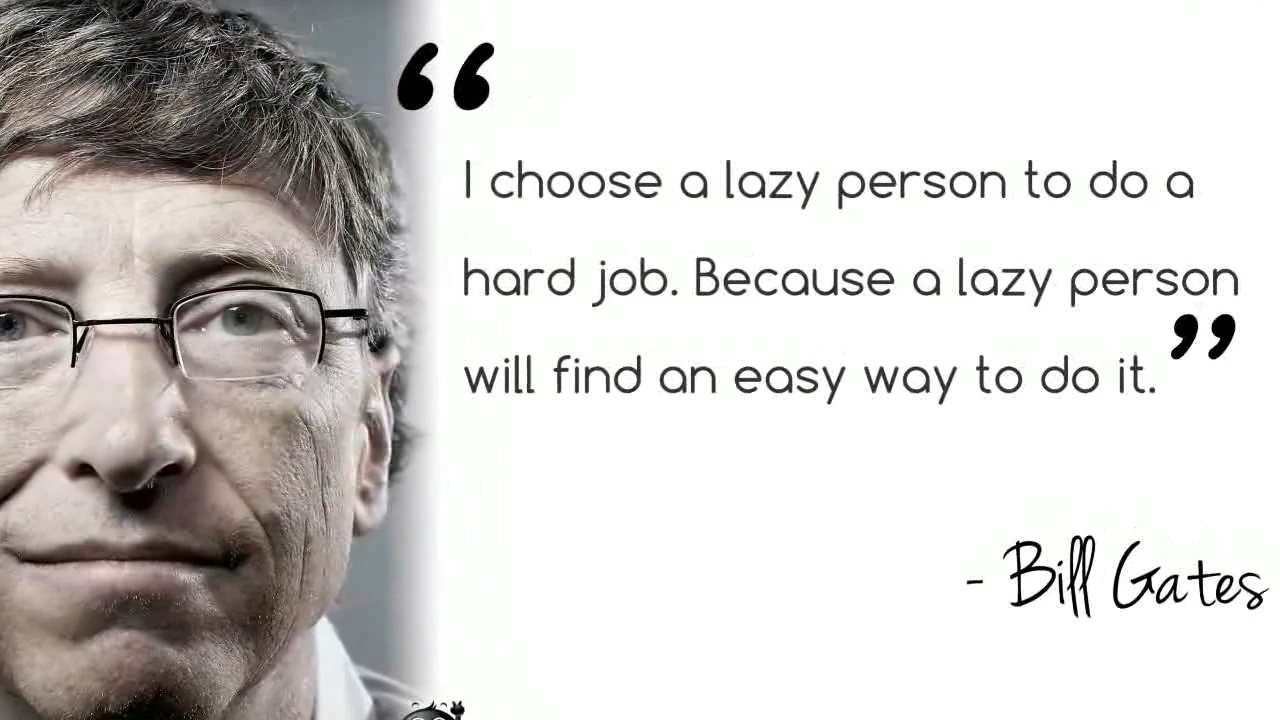 “
I choose a lazy person to do a
hard job. Because a lazy person
will find an easy way to do it.”
- Bill Gates